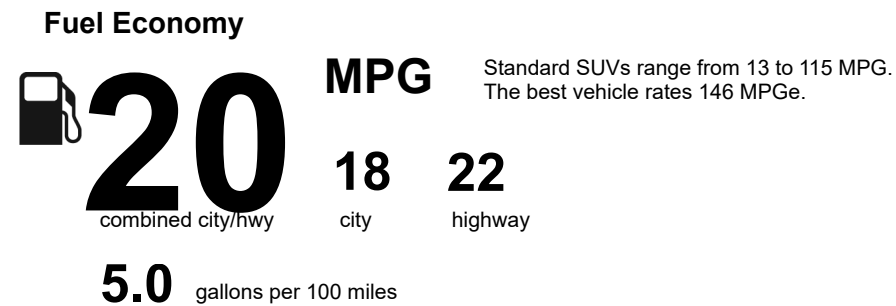 Fuel Economy
20 MPG
Standard SUVs range from 13 to 115 MPG.
The best vehicle rates 146 MPGe.
18 22
combined city/hwy city highway
5.0 gallons per 100 miles